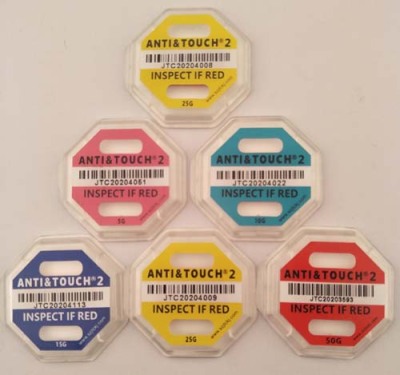 ANTI&TOUCH 2
JTC20204008
INSPECT IF RED
25G
ANTI&TOUCH 2
JTC20204051
INSPECT IF RED
5G
ANTI&TOUCH 2
JTC20204022
INSPECT IF RED
10G
ANTI&TOUCH 2
JTC20204113
INSPECT IF RED
15G
ANTI&TOUCH 2
JTC20204009
INSPECT IF RED
25G
ANTI&TOUCH 2
JTC20203593
INSPECT IF RED
50G